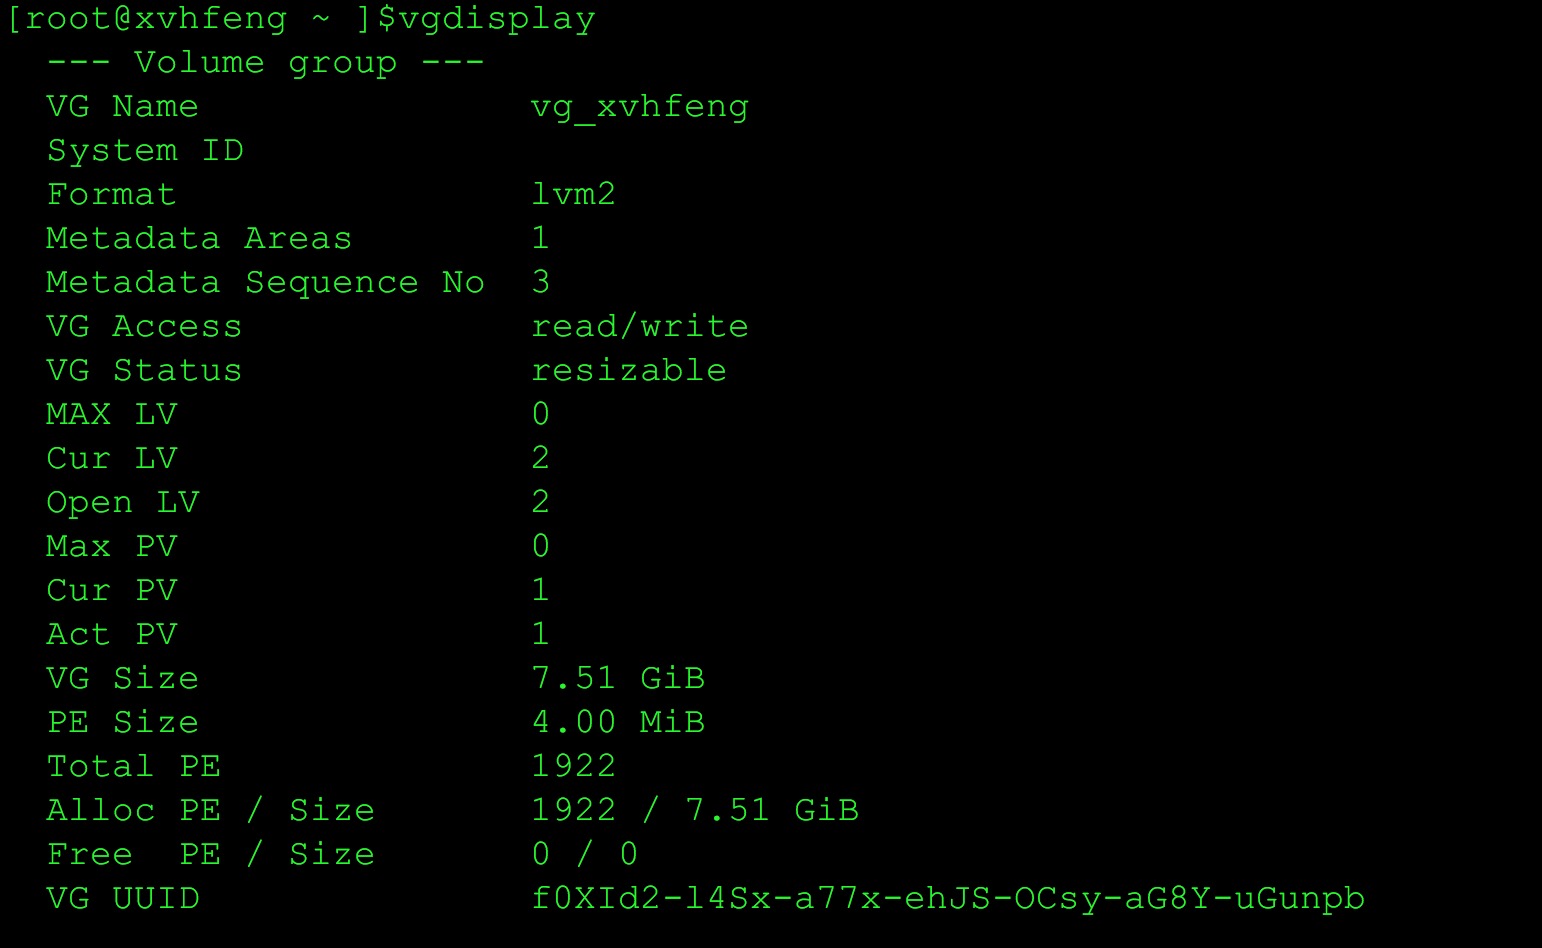 [root@xvhfeng ~ ]$vgdisplay
  --- Volume group ---
  VG Name               vg_xvhfeng
  System ID
  Format                lvm2
  Metadata Areas        1
  Metadata Sequence No  3
  VG Access             read/write
  VG Status             resizable
  MAX LV                0
  Cur LV                2
  Open LV               2
  Max PV                0
  Cur PV                1
  Act PV                1
  VG Size               7.51 GiB
  PE Size               4.00 MiB
  Total PE              1922
  Alloc PE / Size       1922 / 7.51 GiB
  Free  PE / Size       0 / 0
  VG UUID               f0XId2-l4Sx-a77x-ehJS-OCsy-aG8Y-uGunpb